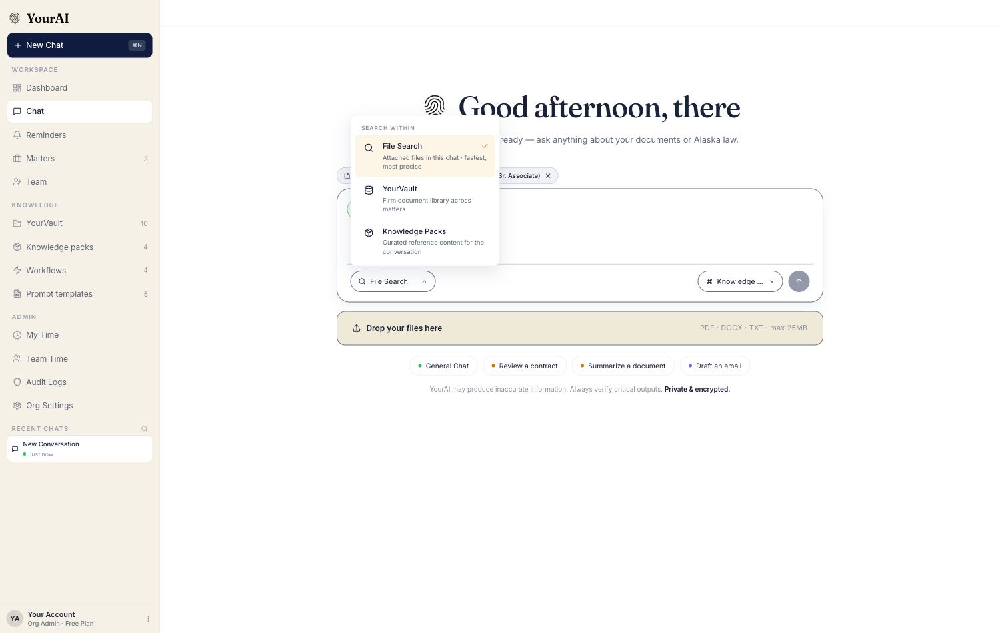 YourAI
New Chat
⌘N
WORKSPACE
Dashboard
Chat
Reminders
Matters 3
Team
KNOWLEDGE
YourVault 10
Knowledge packs 4
Workflows 4
Prompt templates 5
ADMIN
My Time
Team Time
Audit Logs
Org Settings
RECENT CHATS
New Conversation
Just now
YA
Your Account
Org Admin · Free Plan
Good afternoon, there
ready — ask anything about your documents or Alaska law.
Sr. Associate)
SEARCH WITHIN
File Search
Attached files in this chat · fastest,
most precise
YourVault
Firm document library across
matters
Knowledge Packs
Curated reference content for the
conversation
File Search
⌘ Knowledge ...
Drop your files here
PDF · DOCX · TXT · max 25MB
General Chat
Review a contract
Summarize a document
Draft an email
YourAI may produce inaccurate information. Always verify critical outputs. Private & encrypted.